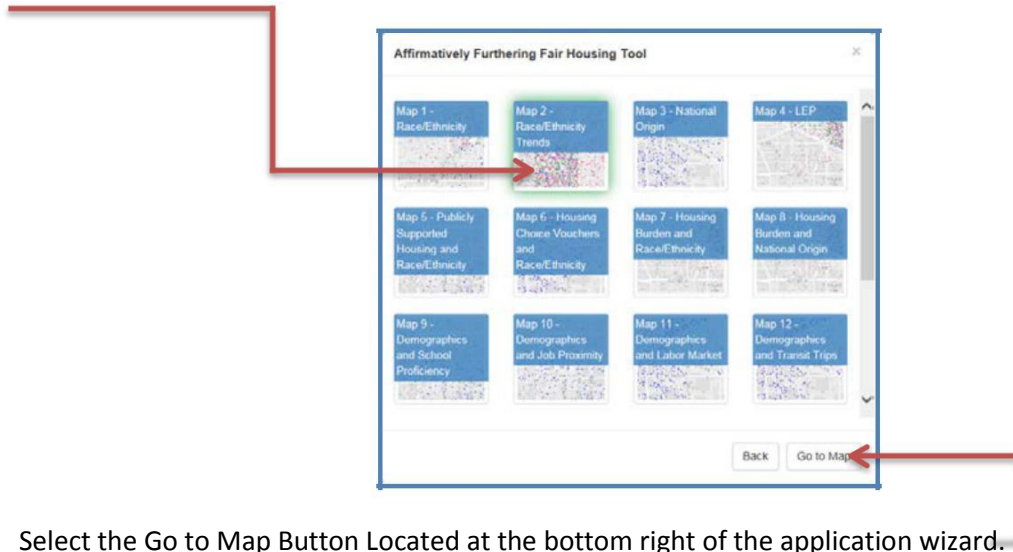 Affirmatively Furthering Fair Housing Tool ×
Map 1 -
Race/Ethnicity
Map 2 -
Race/Ethnicity
Trends
Map 3 - National
Origin
Map 4 - LEP
Map 5 - Publicly
Supported
Housing and
Race/Ethnicity
Map 6 - Housing
Choice Vouchers
and
Race/Ethnicity
Map 7 - Housing
Burden and
Race/Ethnicity
Map 8 - Housing
Burden and
National Origin
Map 9 -
Demographics
and School
Proficiency
Map 10 -
Demographics
and Job Proximity
Map 11 -
Demographics
and Labor Market
Map 12 -
Demographics
and Transit Trips
Back
Go to Map
Select the Go to Map Button Located at the bottom right of the application wizard.